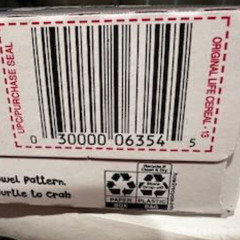 UPC/PURCHASE SEAL
ORIGINAL LIFE CEREAL - 13
0 30000 06354 5
owel Pattern.
urtle to Crab
PAPER
BOX
PLASTIC
BAG